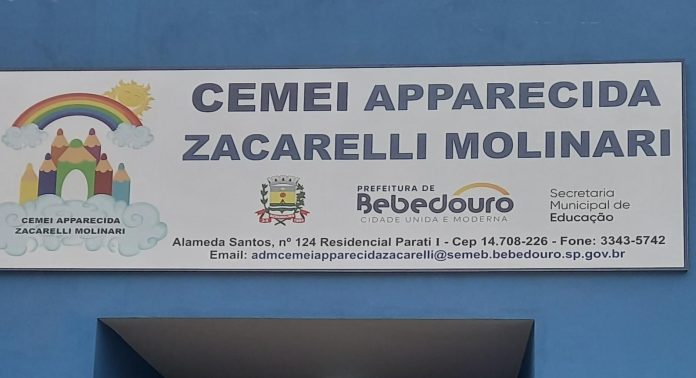 CEMEI APPARECIDA
ZACARELLI MOLINARI
CEMEI APPARECIDA
ZACARELLI MOLINARI
PREFEITURA DE
Bebedouro
CIDADE UNIDA E MODERNA
Secretaria
Municipal de
Educação
Alameda Santos, nº 124 Residencial Parati I - Cep 14.708-226 - Fone: 3343-5742
Email: admcemeiapparecidazacarelli@semeb.bebedouro.sp.gov.br